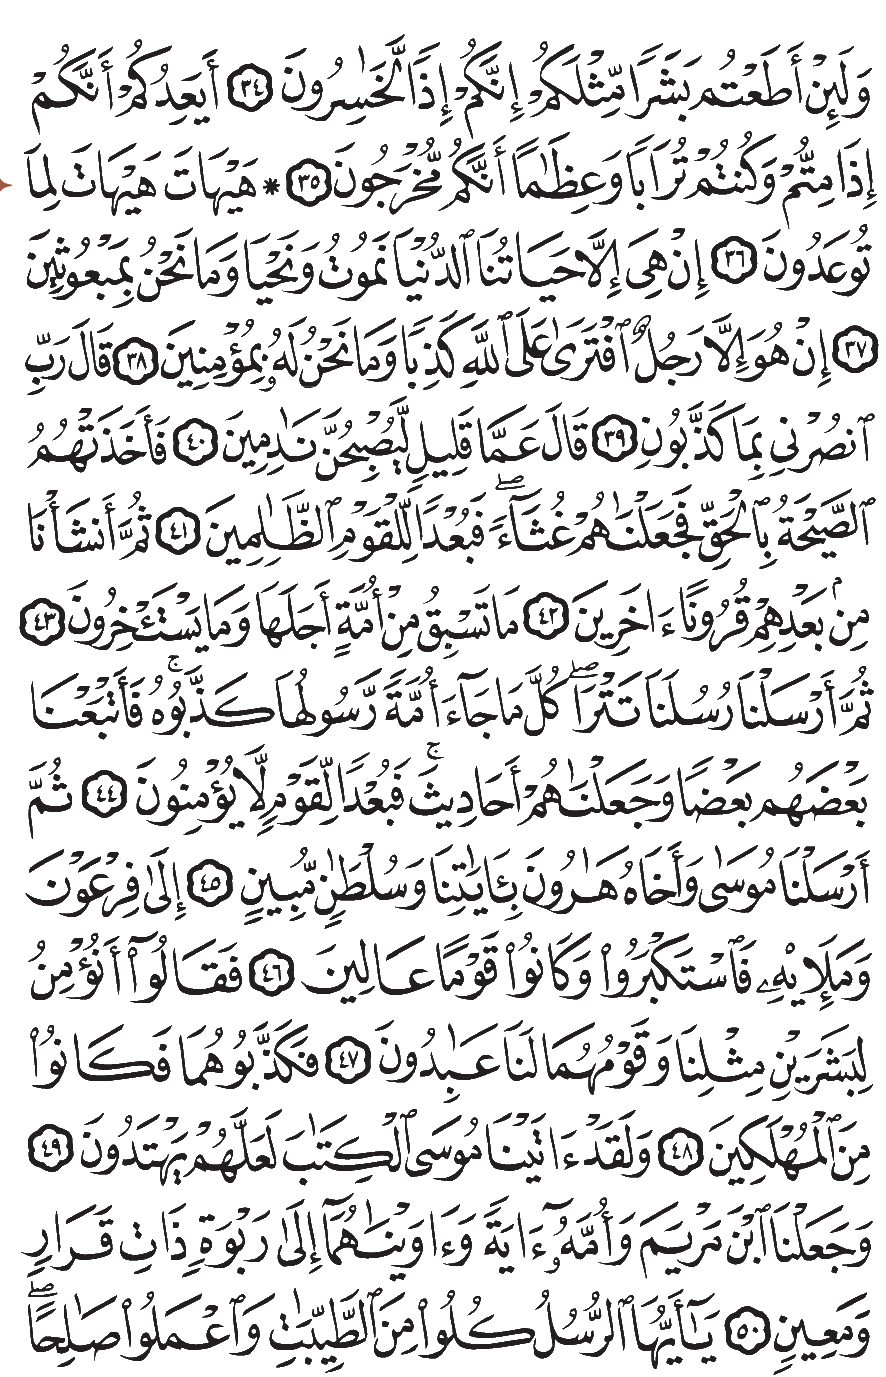 وَلَئِنْ أَطَعْتُم بَشَرًا مِّثْلَكُمْ إِنَّكُمْ إِذًا لَّخَٰسِرُونَ ٣٤ أَيَعِدُكُمْ أَنَّكُمْ
إِذَا مِتُّمْ وَكُنتُمْ تُرَابًا وَعِظَٰمًا أَنَّكُم مُّخْرَجُونَ ٣٥ * هَيْهَاتَ هَيْهَاتَ لِمَا
تُوعَدُونَ ٣٦ إِنْ هِىَ إِلَّا حَيَاتُنَا ٱلدُّنْيَا نَمُوتُ وَنَحْيَا وَمَا نَحْنُ بِمَبْعُوثِينَ
٣٧ إِنْ هُوَ إِلَّا رَجُلٌ ٱفْتَرَىٰ عَلَى ٱللَّهِ كَذِبًا وَمَا نَحْنُ لَهُۥ بِمُؤْمِنِينَ ٣٨ قَالَ رَبِّ
ٱنصُرْنِى بِمَا كَذَّبُونِ ٣٩ قَالَ عَمَّا قَلِيلٍ لَّيُصْبِحُنَّ نَٰدِمِينَ ٤٠ فَأَخَذَتْهُمُ
ٱلصَّيْحَةُ بِٱلْحَقِّ فَجَعَلْنَٰهُمْ غُثَآءً ۖ فَبُعْدًا لِّلْقَوْمِ ٱلظَّٰلِمِينَ ٤١ ثُمَّ أَنشَأْنَا
مِنۢ بَعْدِهِمْ قُرُونًا ءَاخَرِينَ ٤٢ مَا تَسْبِقُ مِنْ أُمَّةٍ أَجَلَهَا وَمَا يَسْتَـْٔخِرُونَ ٤٣
ثُمَّ أَرْسَلْنَا رُسُلَنَا تَتْرَا ۖ كُلَّ مَا جَآءَ أُمَّةً رَّسُولُهَا كَذَّبُوهُ ۚ فَأَتْبَعْنَا
بَعْضَهُم بَعْضًا وَجَعَلْنَٰهُمْ أَحَادِيثَ ۚ فَبُعْدًا لِّقَوْمٍ لَّا يُؤْمِنُونَ ٤٤ ثُمَّ
أَرْسَلْنَا مُوسَىٰ وَأَخَاهُ هَٰرُونَ بِـَٔايَٰتِنَا وَسُلْطَٰنٍ مُّبِينٍ ٤٥ إِلَىٰ فِرْعَوْنَ
وَمَلَإِي۟هِۦ فَٱسْتَكْبَرُوا۟ وَكَانُوا۟ قَوْمًا عَالِينَ ٤٦ فَقَالُوٓا۟ أَنُؤْمِنُ
لِبَشَرَيْنِ مِثْلِنَا وَقَوْمُهُمَا لَنَا عَٰبِدُونَ ٤٧ فَكَذَّبُوهُمَا فَكَانُوا۟
مِنَ ٱلْمُهْلَكِينَ ٤٨ وَلَقَدْ ءَاتَيْنَا مُوسَى ٱلْكِتَٰبَ لَعَلَّهُمْ يَهْتَدُونَ ٤٩
وَجَعَلْنَا ٱبْنَ مَرْيَمَ وَأُمَّهُۥٓ ءَايَةً وَءَاوَيْنَٰهُمَآ إِلَىٰ رَبْوَةٍ ذَاتِ قَرَارٍ
وَمَعِينٍ ٥٠ يَٰٓأَيُّهَا ٱلرُّسُلُ كُلُوا۟ مِنَ ٱلطَّيِّبَٰتِ وَٱعْمَلُوا۟ صَٰلِحًا ۖ